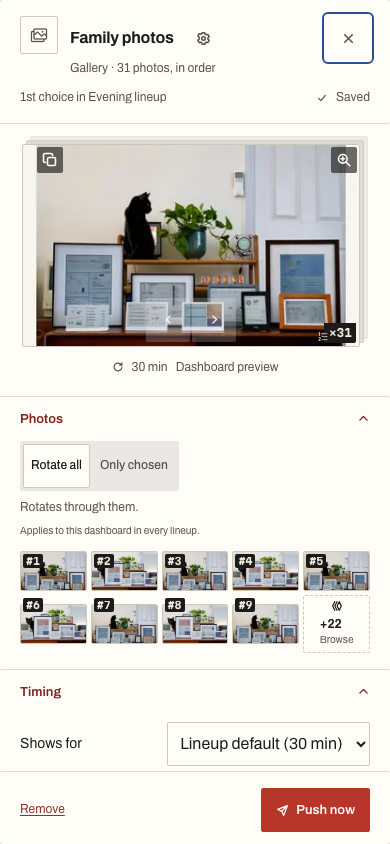 Family photos
Gallery · 31 photos, in order
1st choice in Evening lineup
Saved
×31
30 min Dashboard preview
Photos
Rotate all
Only chosen
Rotates through them.
Applies to this dashboard in every lineup.
#1
#2
#3
#4
#5
#6
#7
#8
#9
+22
Browse
Timing
Shows for
Lineup default (30 min)
Remove
Push now